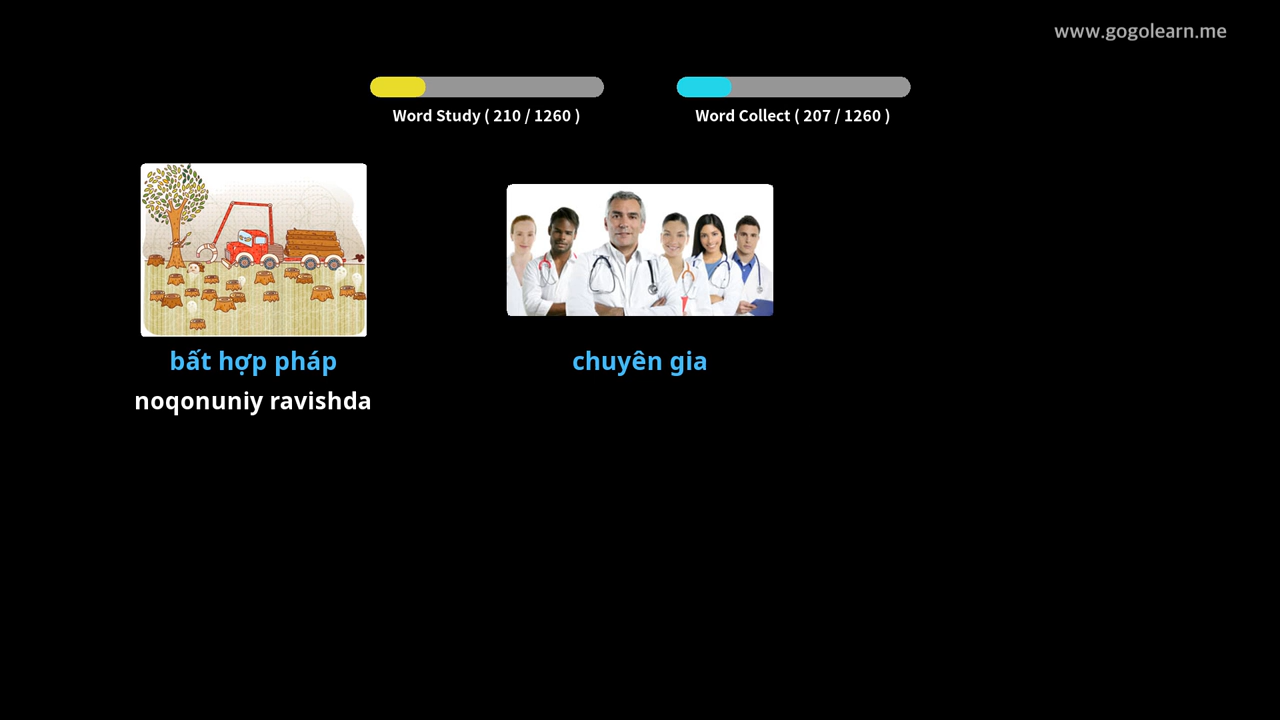 www.gogolearn.me
Word Study ( 210 / 1260 )
Word Collect ( 207 / 1260 )
bất hợp pháp
chuyên gia
noqonuniy ravishda